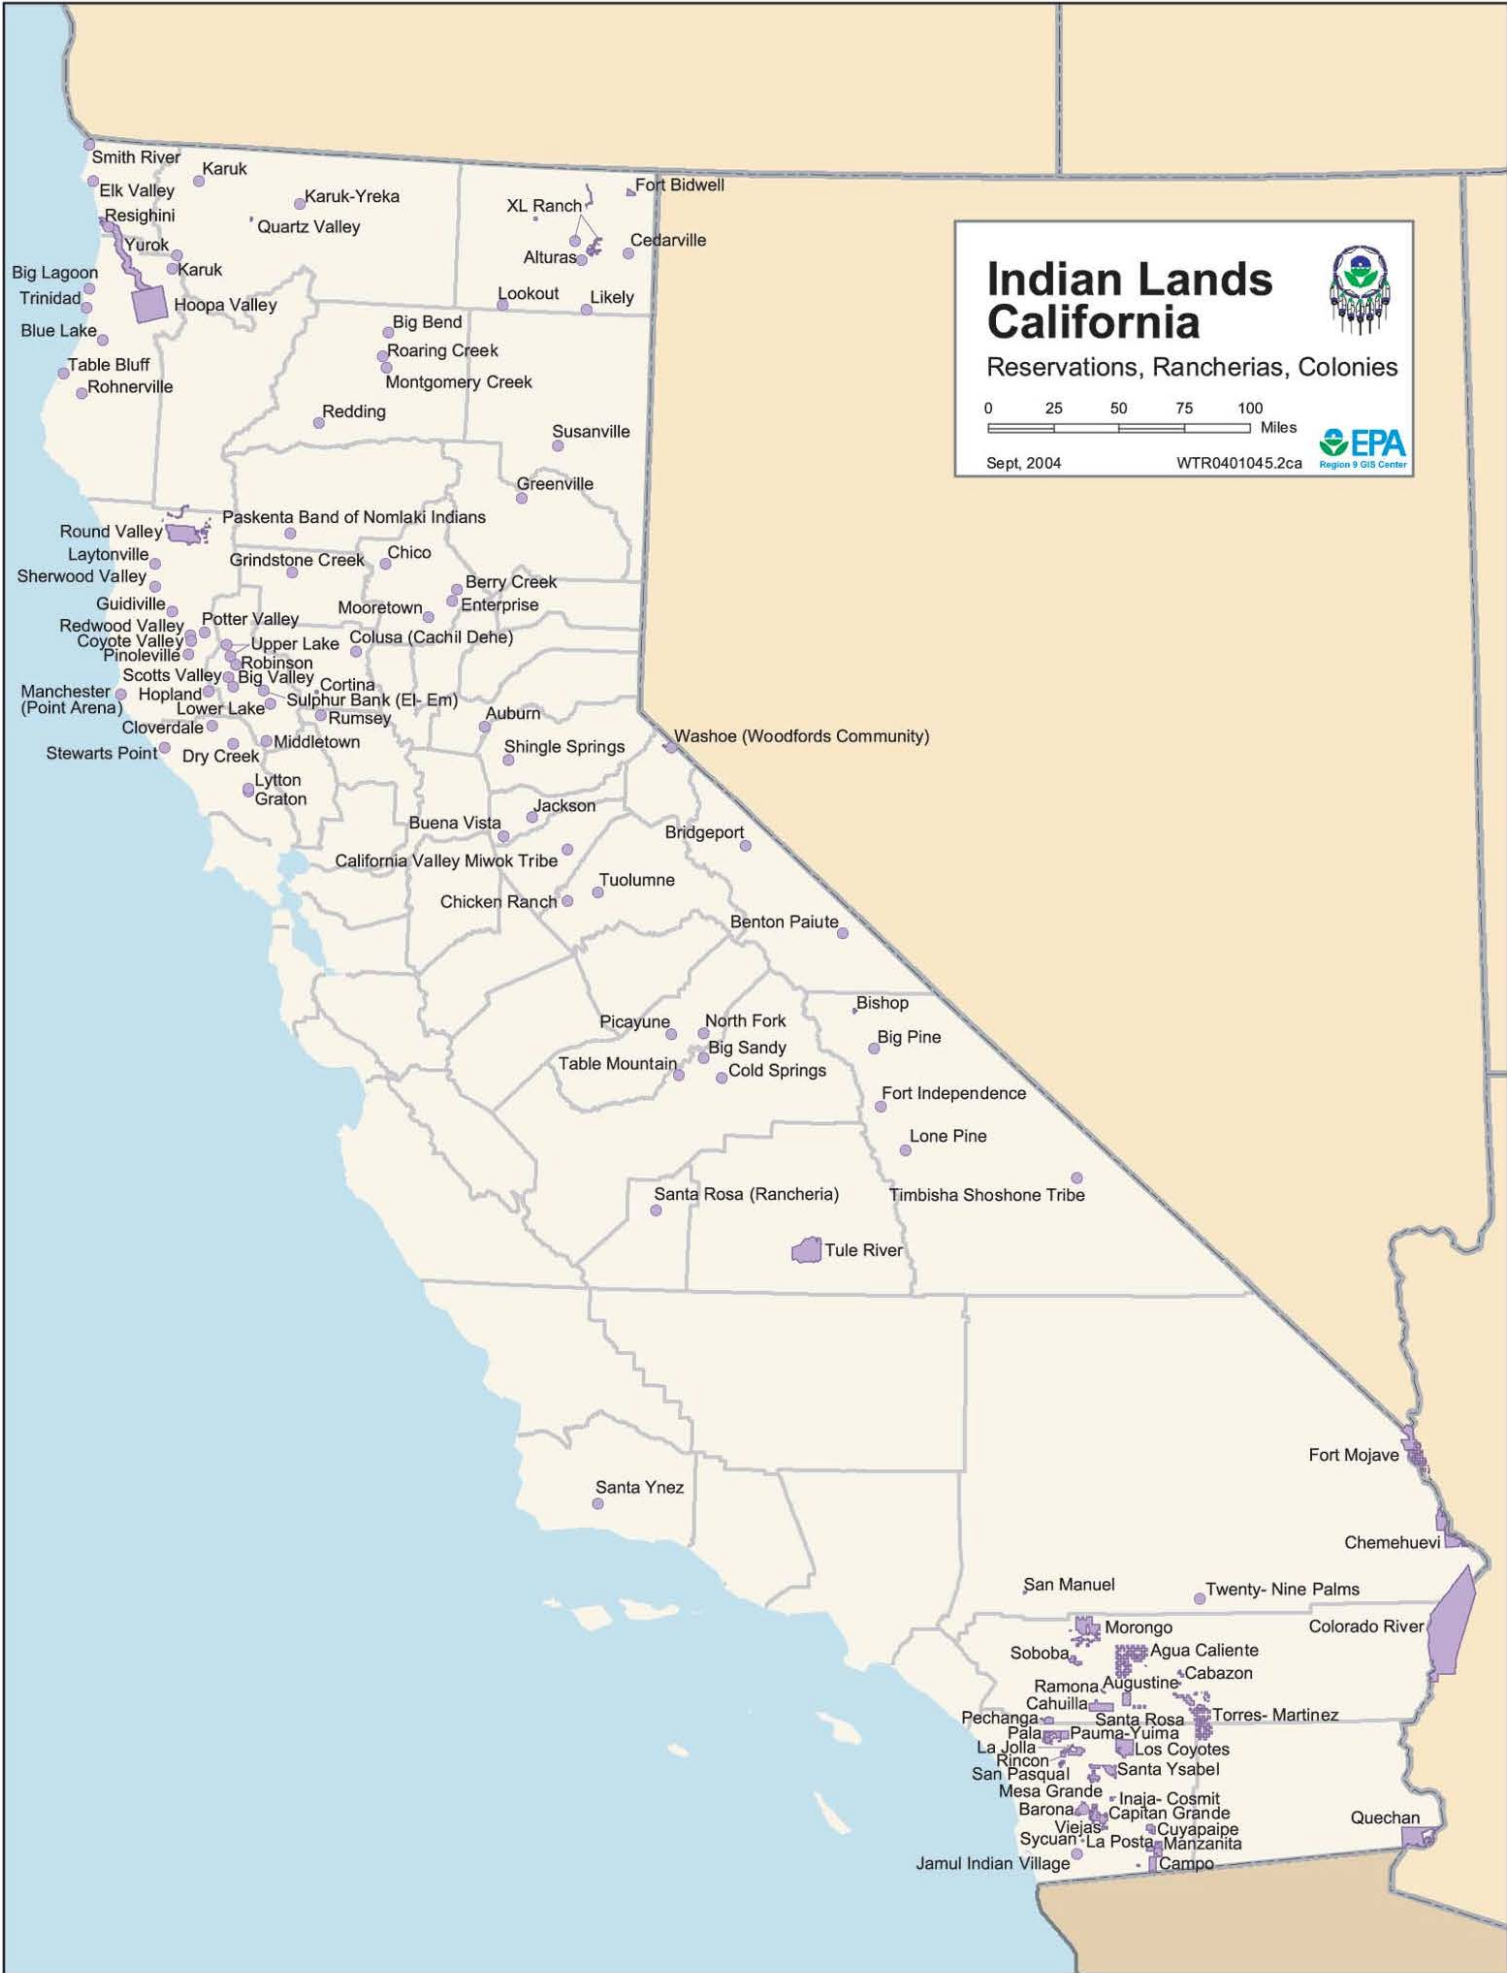 Smith River
Karuk
Elk Valley
Karuk-Yreka
Fort Bidwell
XL Ranch
Resighini
Quartz Valley
Yurok
Cedarville
Alturas
Karuk
Big Lagoon
Trinidad
Hoopa Valley
Lookout
Likely
Blue Lake
Big Bend
Roaring Creek
Table Bluff
Montgomery Creek
Rohnerville
Redding
Susanville
Greenville
Indian Lands
California
Reservations, Rancherias, Colonies
0 25 50 75 100
Miles
Sept, 2004
WTR0401045.2ca
EPA
Region 9 GIS Center
Paskenta Band of Nomlaki Indians
Round Valley
Laytonville
Grindstone Creek
Chico
Sherwood Valley
Berry Creek
Guidiville
Mooretown
Enterprise
Redwood Valley
Potter Valley
Coyote Valley
Upper Lake
Colusa (Cachil Dehe)
Pinoleville
Robinson
Scotts Valley
Big Valley
Cortina
Manchester
(Point Arena)
Hopland
Sulphur Bank (El- Em)
Lower Lake
Rumsey
Auburn
Cloverdale
Washoe (Woodfords Community)
Middletown
Shingle Springs
Stewarts Point
Dry Creek
Lytton
Graton
Jackson
Buena Vista
Bridgeport
California Valley Miwok Tribe
Tuolumne
Chicken Ranch
Benton Paiute
Bishop
Picayune
North Fork
Big Pine
Big Sandy
Table Mountain
Cold Springs
Fort Independence
Lone Pine
Santa Rosa (Rancheria)
Timbisha Shoshone Tribe
Tule River
Fort Mojave
Santa Ynez
Chemehuevi
San Manuel
Twenty- Nine Palms
Morongo
Colorado River
Soboba
Agua Caliente
Cabazon
Ramona
Augustine
Cahuilla
Pechanga
Santa Rosa
Torres- Martinez
Pala
Pauma-Yuima
La Jolla
Los Coyotes
Rincon
San Pasqual
Santa Ysabel
Mesa Grande
Inaja- Cosmit
Barona
Capitan Grande
Quechan
Viejas
Cuyapaipe
Sycuan
La Posta
Manzanita
Jamul Indian Village
Campo